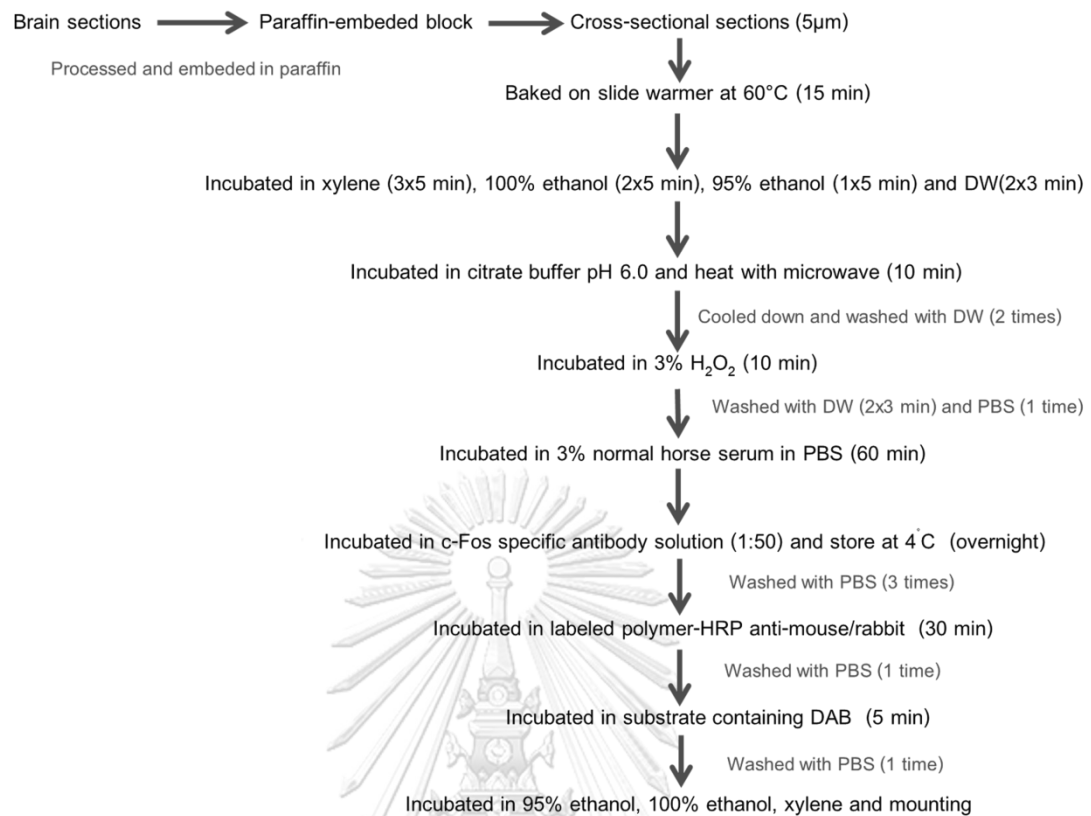 Brain sections Paraffin-embeded block Cross-sectional sections (5µm)
Processed and embeded in paraffin
Baked on slide warmer at 60°C (15 min)
Incubated in xylene (3x5 min), 100% ethanol (2x5 min), 95% ethanol (1x5 min) and DW(2x3 min)
Incubated in citrate buffer pH 6.0 and heat with microwave (10 min)
Cooled down and washed with DW (2 times)
Incubated in 3% H₂O₂ (10 min)
Washed with DW (2x3 min) and PBS (1 time)
Incubated in 3% normal horse serum in PBS (60 min)
Incubated in c-Fos specific antibody solution (1:50) and store at 4°C (overnight)
Washed with PBS (3 times)
Incubated in labeled polymer-HRP anti-mouse/rabbit (30 min)
Washed with PBS (1 time)
Incubated in substrate containing DAB (5 min)
Washed with PBS (1 time)
Incubated in 95% ethanol, 100% ethanol, xylene and mounting